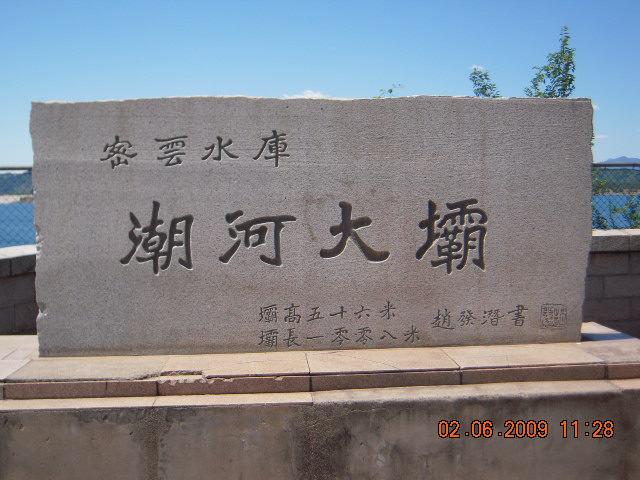 密雲水庫
潮河大壩
壩高五十六米
壩長一零零八米
趙發潛書
02.06.2009 11:28